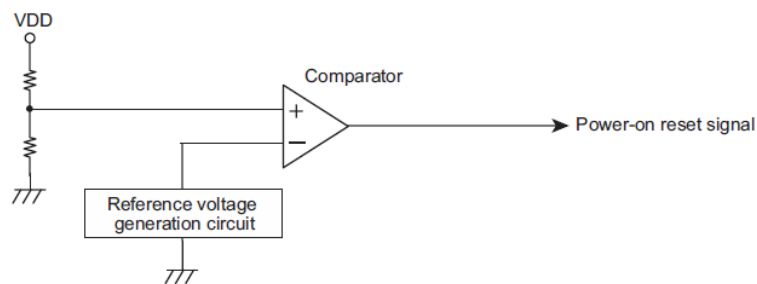 VDD
Comparator
+
Power-on reset signal
−
Reference voltage
generation circuit